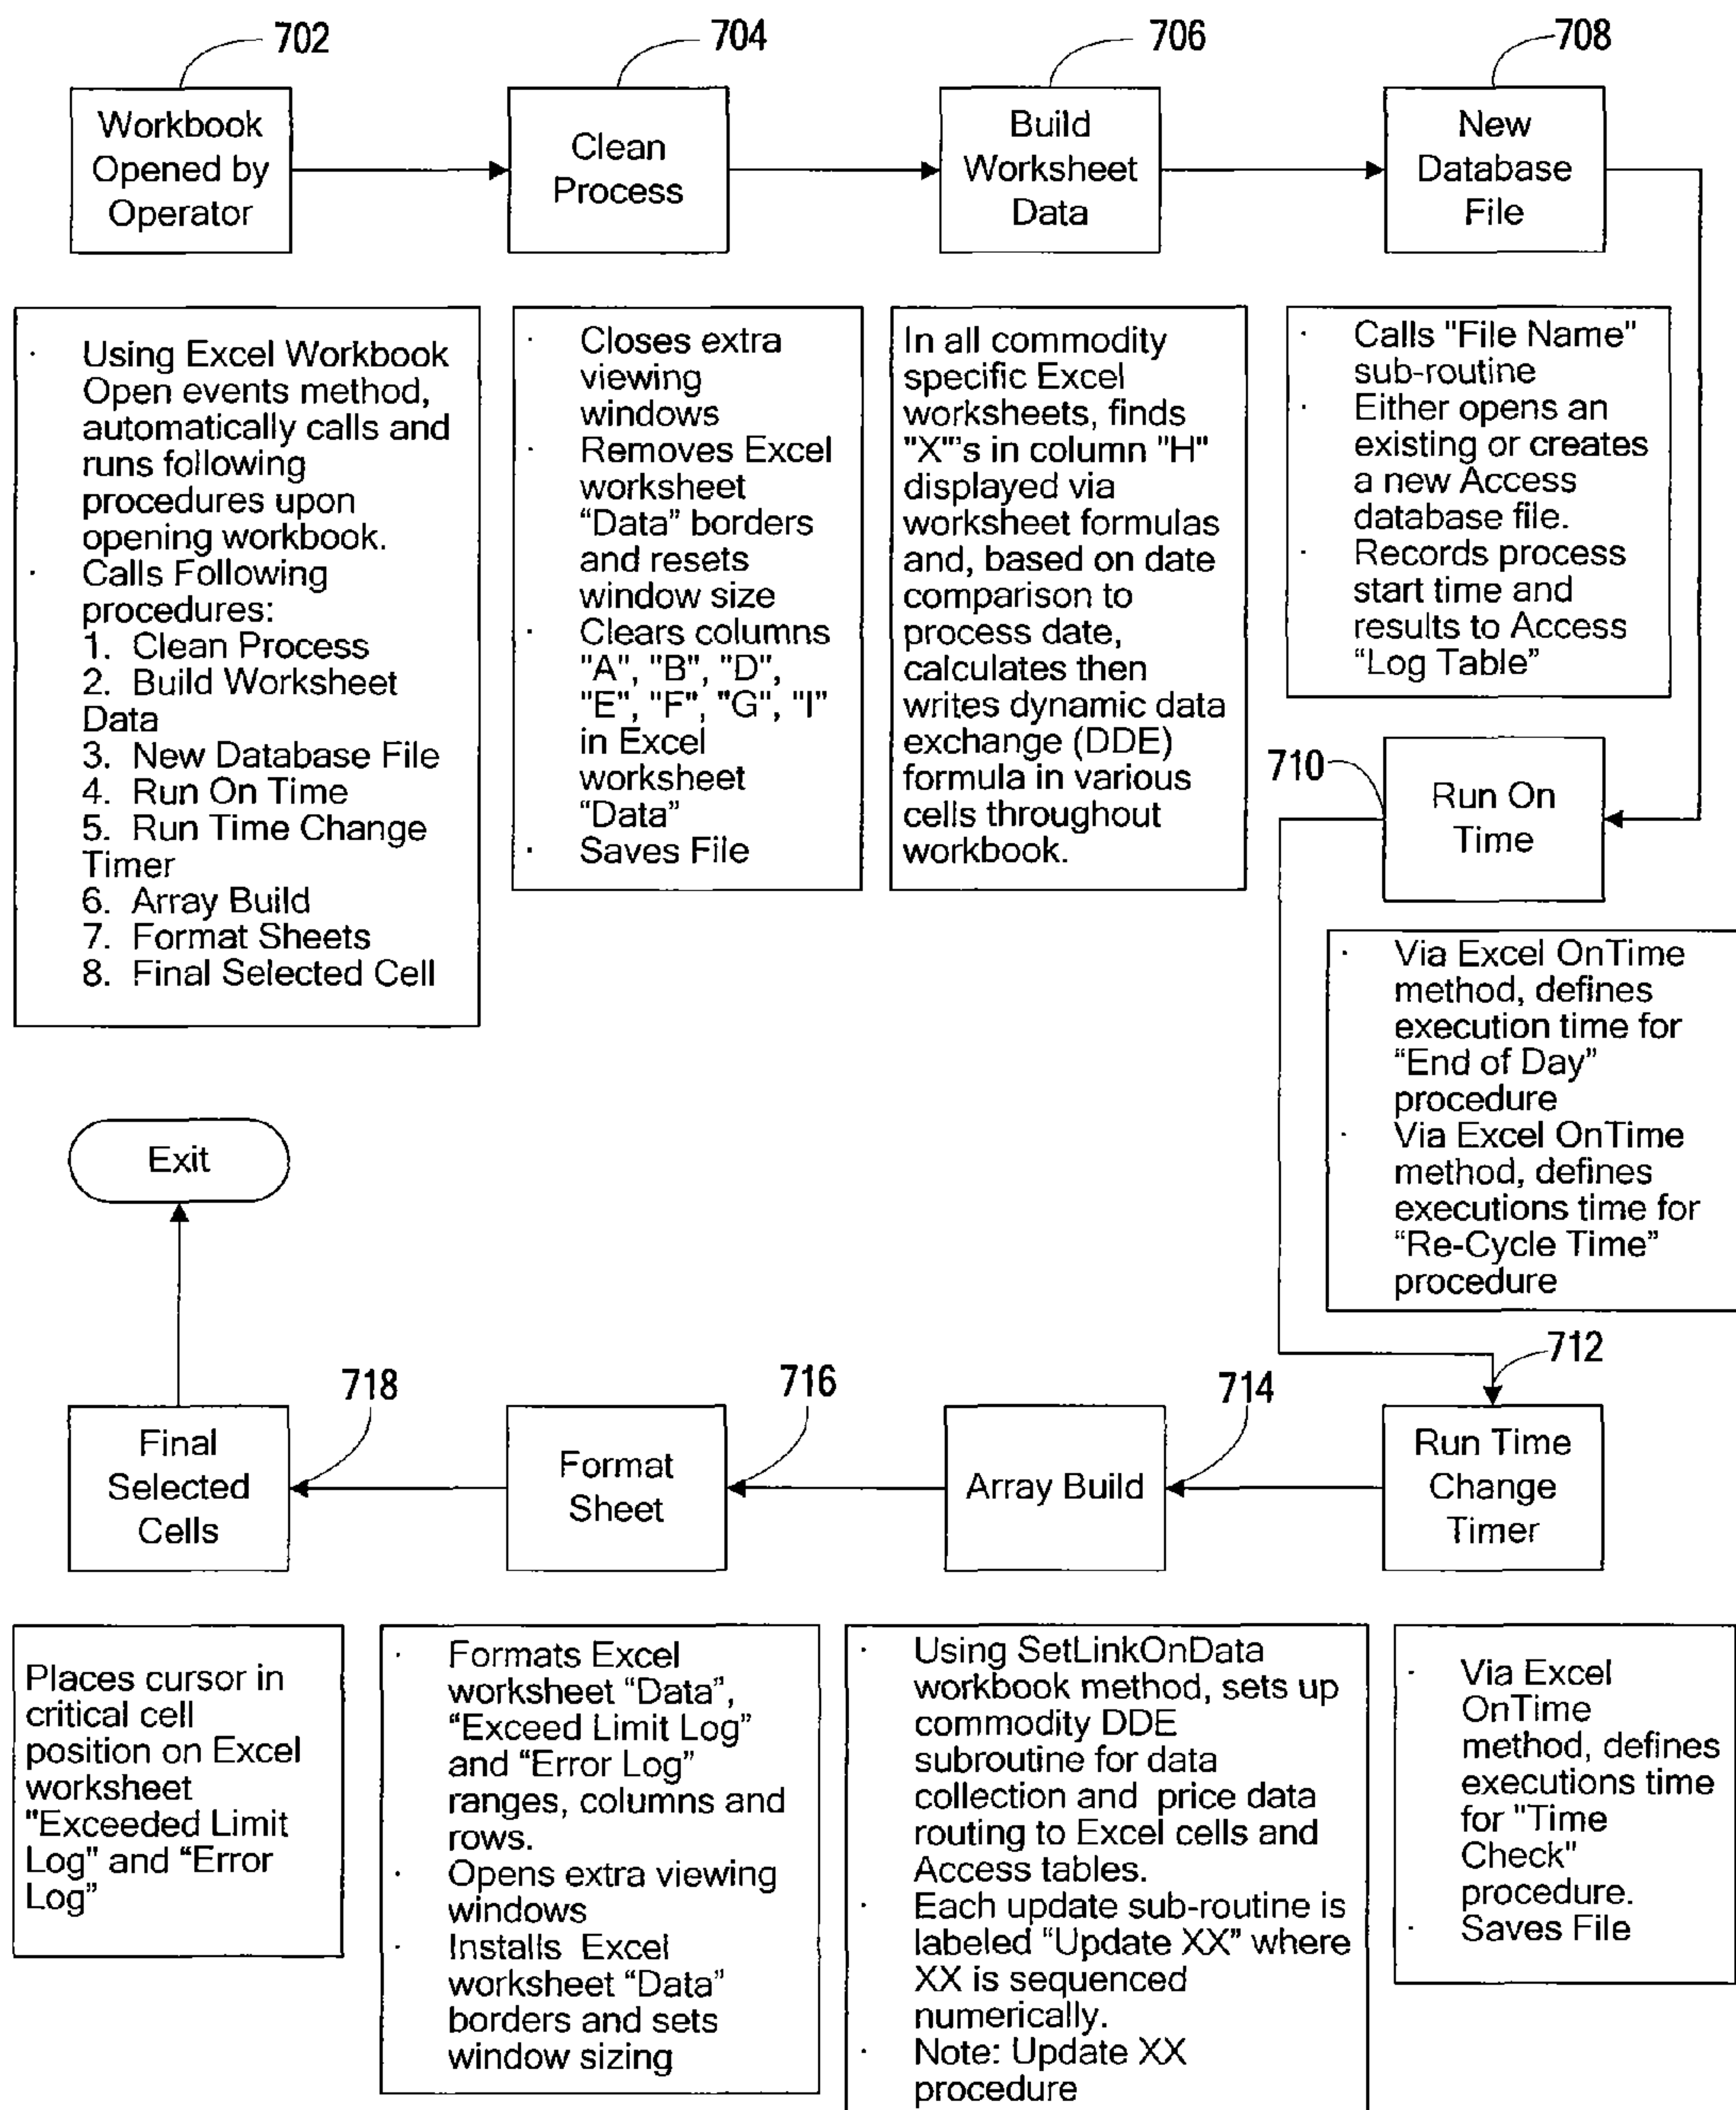 702
704
706
708
Workbook
Opened by
Operator
Clean
Process
Build
Worksheet
Data
New
Database
File
· Using Excel Workbook
Open events method,
automatically calls and
runs following
procedures upon
opening workbook.
· Calls Following
procedures:
1. Clean Process
2. Build Worksheet
Data
3. New Database File
4. Run On Time
5. Run Time Change
Timer
6. Array Build
7. Format Sheets
8. Final Selected Cell
· Closes extra
viewing
windows
· Removes Excel
worksheet
“Data” borders
and resets
window size
· Clears columns
"A", "B", "D",
"E", "F", "G", "I"
in Excel
worksheet
“Data”
· Saves File
In all commodity
specific Excel
worksheets, finds
"X"'s in column "H"
displayed via
worksheet formulas
and, based on date
comparison to
process date,
calculates then
writes dynamic data
exchange (DDE)
formula in various
cells throughout
workbook.
· Calls "File Name"
sub-routine
· Either opens an
existing or creates
a new Access
database file.
· Records process
start time and
results to Access
“Log Table”
710
Run On
Time
· Via Excel OnTime
method, defines
execution time for
“End of Day”
procedure
· Via Excel OnTime
method, defines
executions time for
“Re-Cycle Time”
procedure
Exit
718
716
714
712
Final
Selected
Cells
Format
Sheet
Array Build
Run Time
Change
Timer
Places cursor in
critical cell
position on Excel
worksheet
"Exceeded Limit
Log" and “Error
Log”
· Formats Excel
worksheet “Data”,
“Exceed Limit Log”
and “Error Log”
ranges, columns and
rows.
· Opens extra viewing
windows
· Installs Excel
worksheet “Data”
borders and sets
window sizing
· Using SetLinkOnData
workbook method, sets up
commodity DDE
subroutine for data
collection and price data
routing to Excel cells and
Access tables.
· Each update sub-routine is
labeled “Update XX” where
XX is sequenced
numerically.
· Note: Update XX
procedure
· Via Excel
OnTime
method, defines
executions time
for "Time
Check"
procedure.
· Saves File